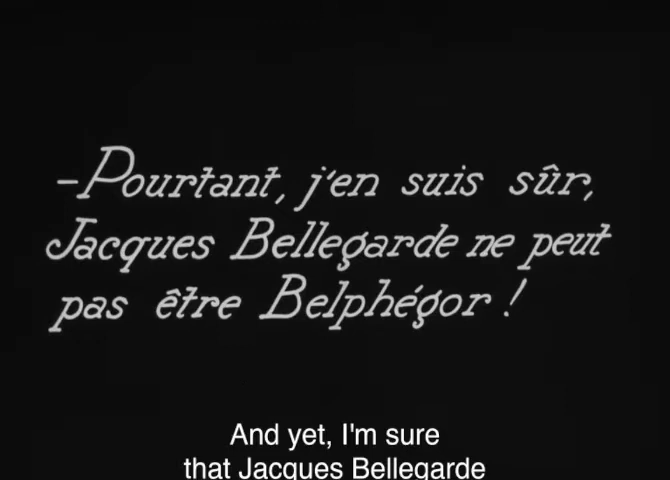 -Pourtant, j'en suis sûr,
Jacques Bellegarde ne peut
pas être Belphégor !
And yet, I'm sure
that Jacques Bellegarde